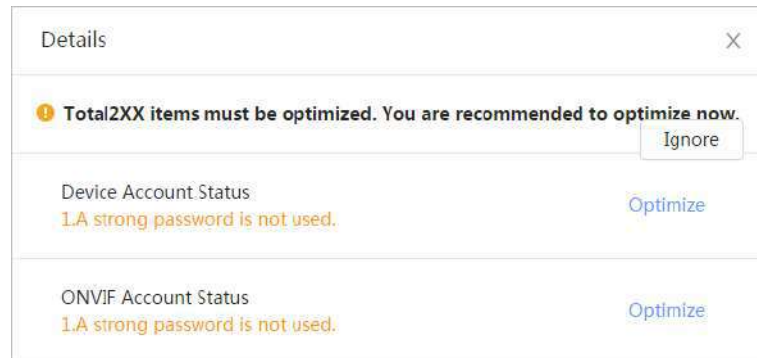 Details
Total2XX items must be optimized. You are recommended to optimize now.
Ignore
Device Account Status
1.A strong password is not used.
Optimize
ONVIF Account Status
1.A strong password is not used.
Optimize